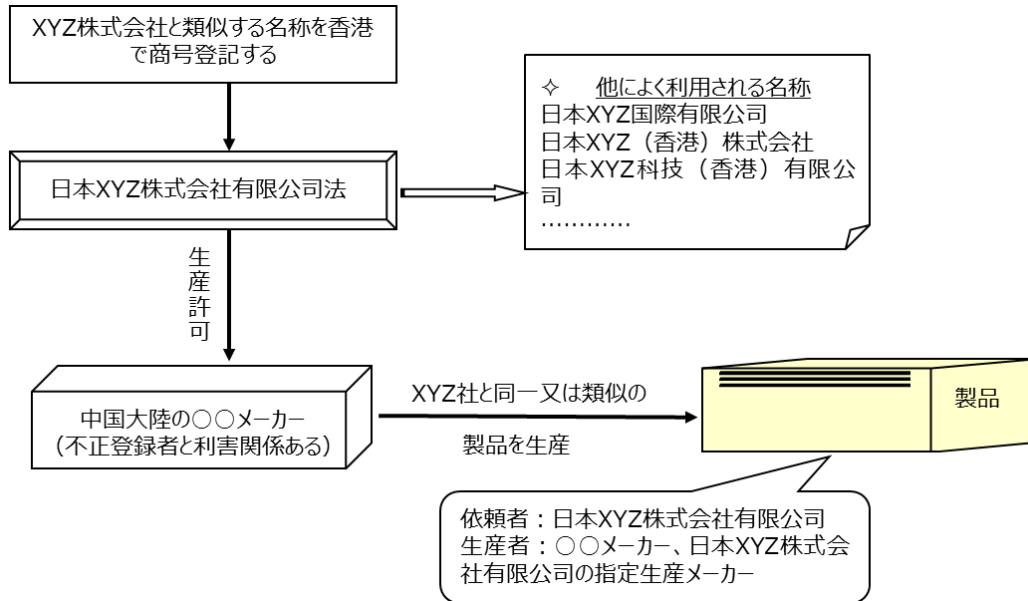 XYZ株式会社と類似する名称を香港
で商号登記する
✧ 他によく利用される名称
日本XYZ国際有限公司
日本XYZ（香港）株式会社
日本XYZ科技（香港）有限公
司
…………
日本XYZ株式会社有限公司法
生産許可
中国大陸の○○メーカー
（不正登録者と利害関係ある）
XYZ社と同一又は類似の
製品を生産
製品
依頼者：日本XYZ株式会社有限公司
生産者：○○メーカー、日本XYZ株式会
社有限公司の指定生産メーカー